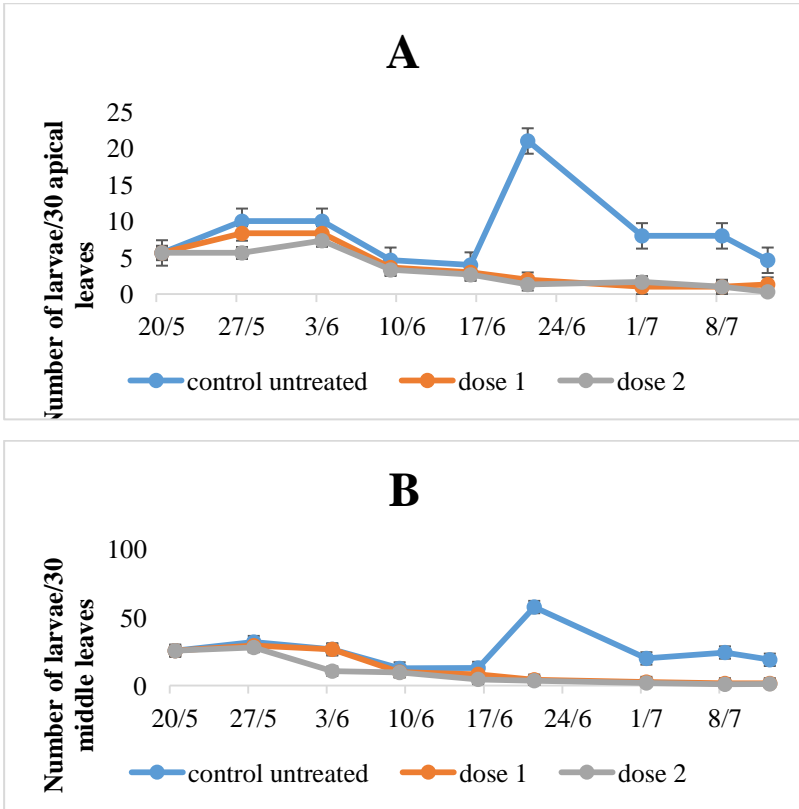 A
Number of larvae/30 apical
leaves
25
20
15
10
5
0
20/5 27/5 3/6 10/6 17/6 24/6 1/7 8/7
control untreated dose 1 dose 2
B
Number of larvae/30
middle leaves
100
50
0
20/5 27/5 3/6 10/6 17/6 24/6 1/7 8/7
control untreated dose 1 dose 2